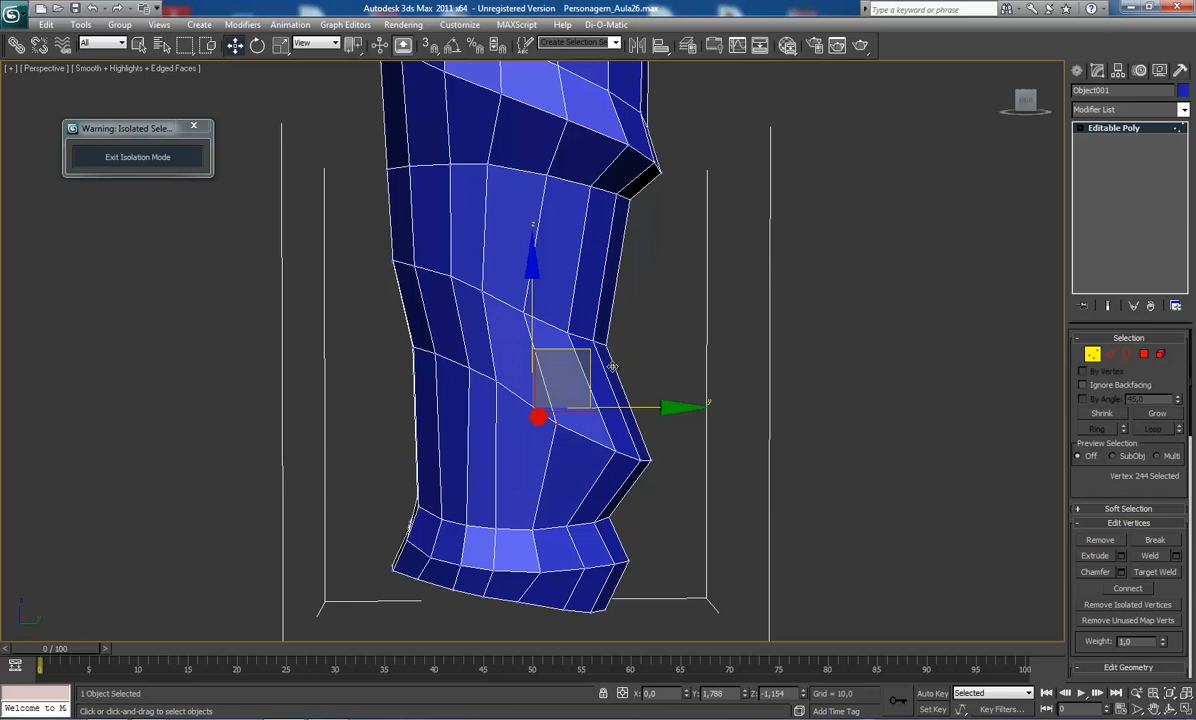 Autodesk 3ds Max 2011 x64 - Unregistered Version Personagem_Aula26.max
Type a keyword or phrase
Edit Tools Group Views Create Modifiers Animation Graph Editors Rendering Customize MAXScript Help Di-O-Matic
All View Create Selection Se
[ + ] [ Perspective ] [ Smooth + Highlights + Edged Faces ]
Warning: Isolated Sele...
Exit Isolation Mode
Object001
Modifier List
Editable Poly
Selection
By Vertex
Ignore Backfacing
By Angle: 45,0
Shrink Grow
Ring Loop
Preview Selection
Off SubObj Multi
Vertex 244 Selected
Soft Selection
Edit Vertices
Remove Break
Extrude Weld
Chamfer Target Weld
Connect
Remove Isolated Vertices
Remove Unused Map Verts
Weight: 1,0
Edit Geometry
z
y
z
y
0 / 100
0 5 10 15 20 25 30 35 40 45 50 55 60 65 70 75 80 85 90 95 100
1 Object Selected X: 0,0 Y: 1,788 Z: -1,154 Grid = 10,0 Auto Key Selected
Welcome to M Click or click-and-drag to select objects Add Time Tag Set Key Key Filters... 0